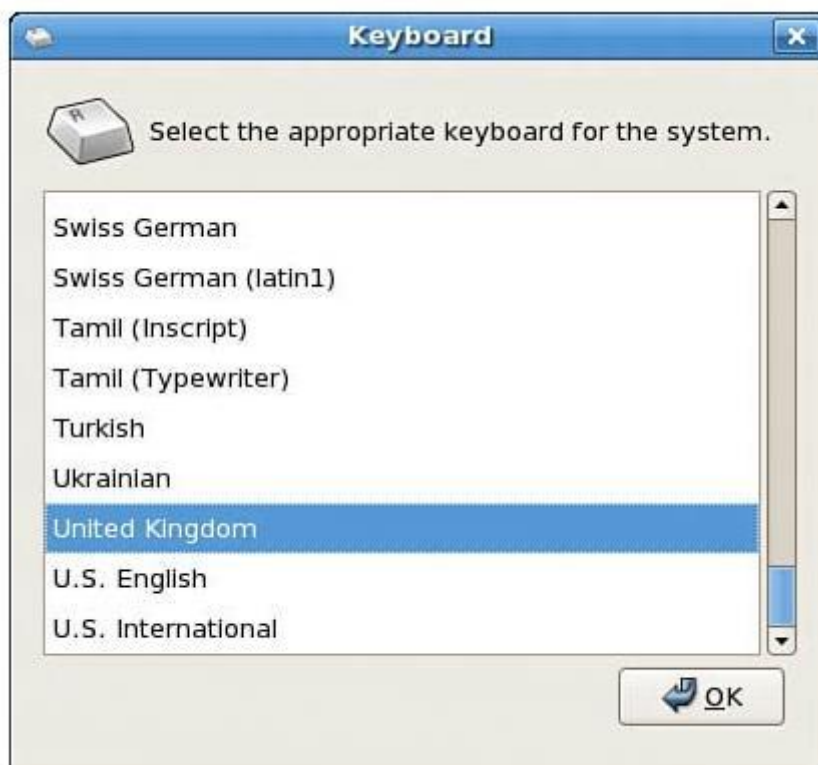 Keyboard
Select the appropriate keyboard for the system.
Swiss German
Swiss German (latin1)
Tamil (Inscript)
Tamil (Typewriter)
Turkish
Ukrainian
United Kingdom
U.S. English
U.S. International
OK